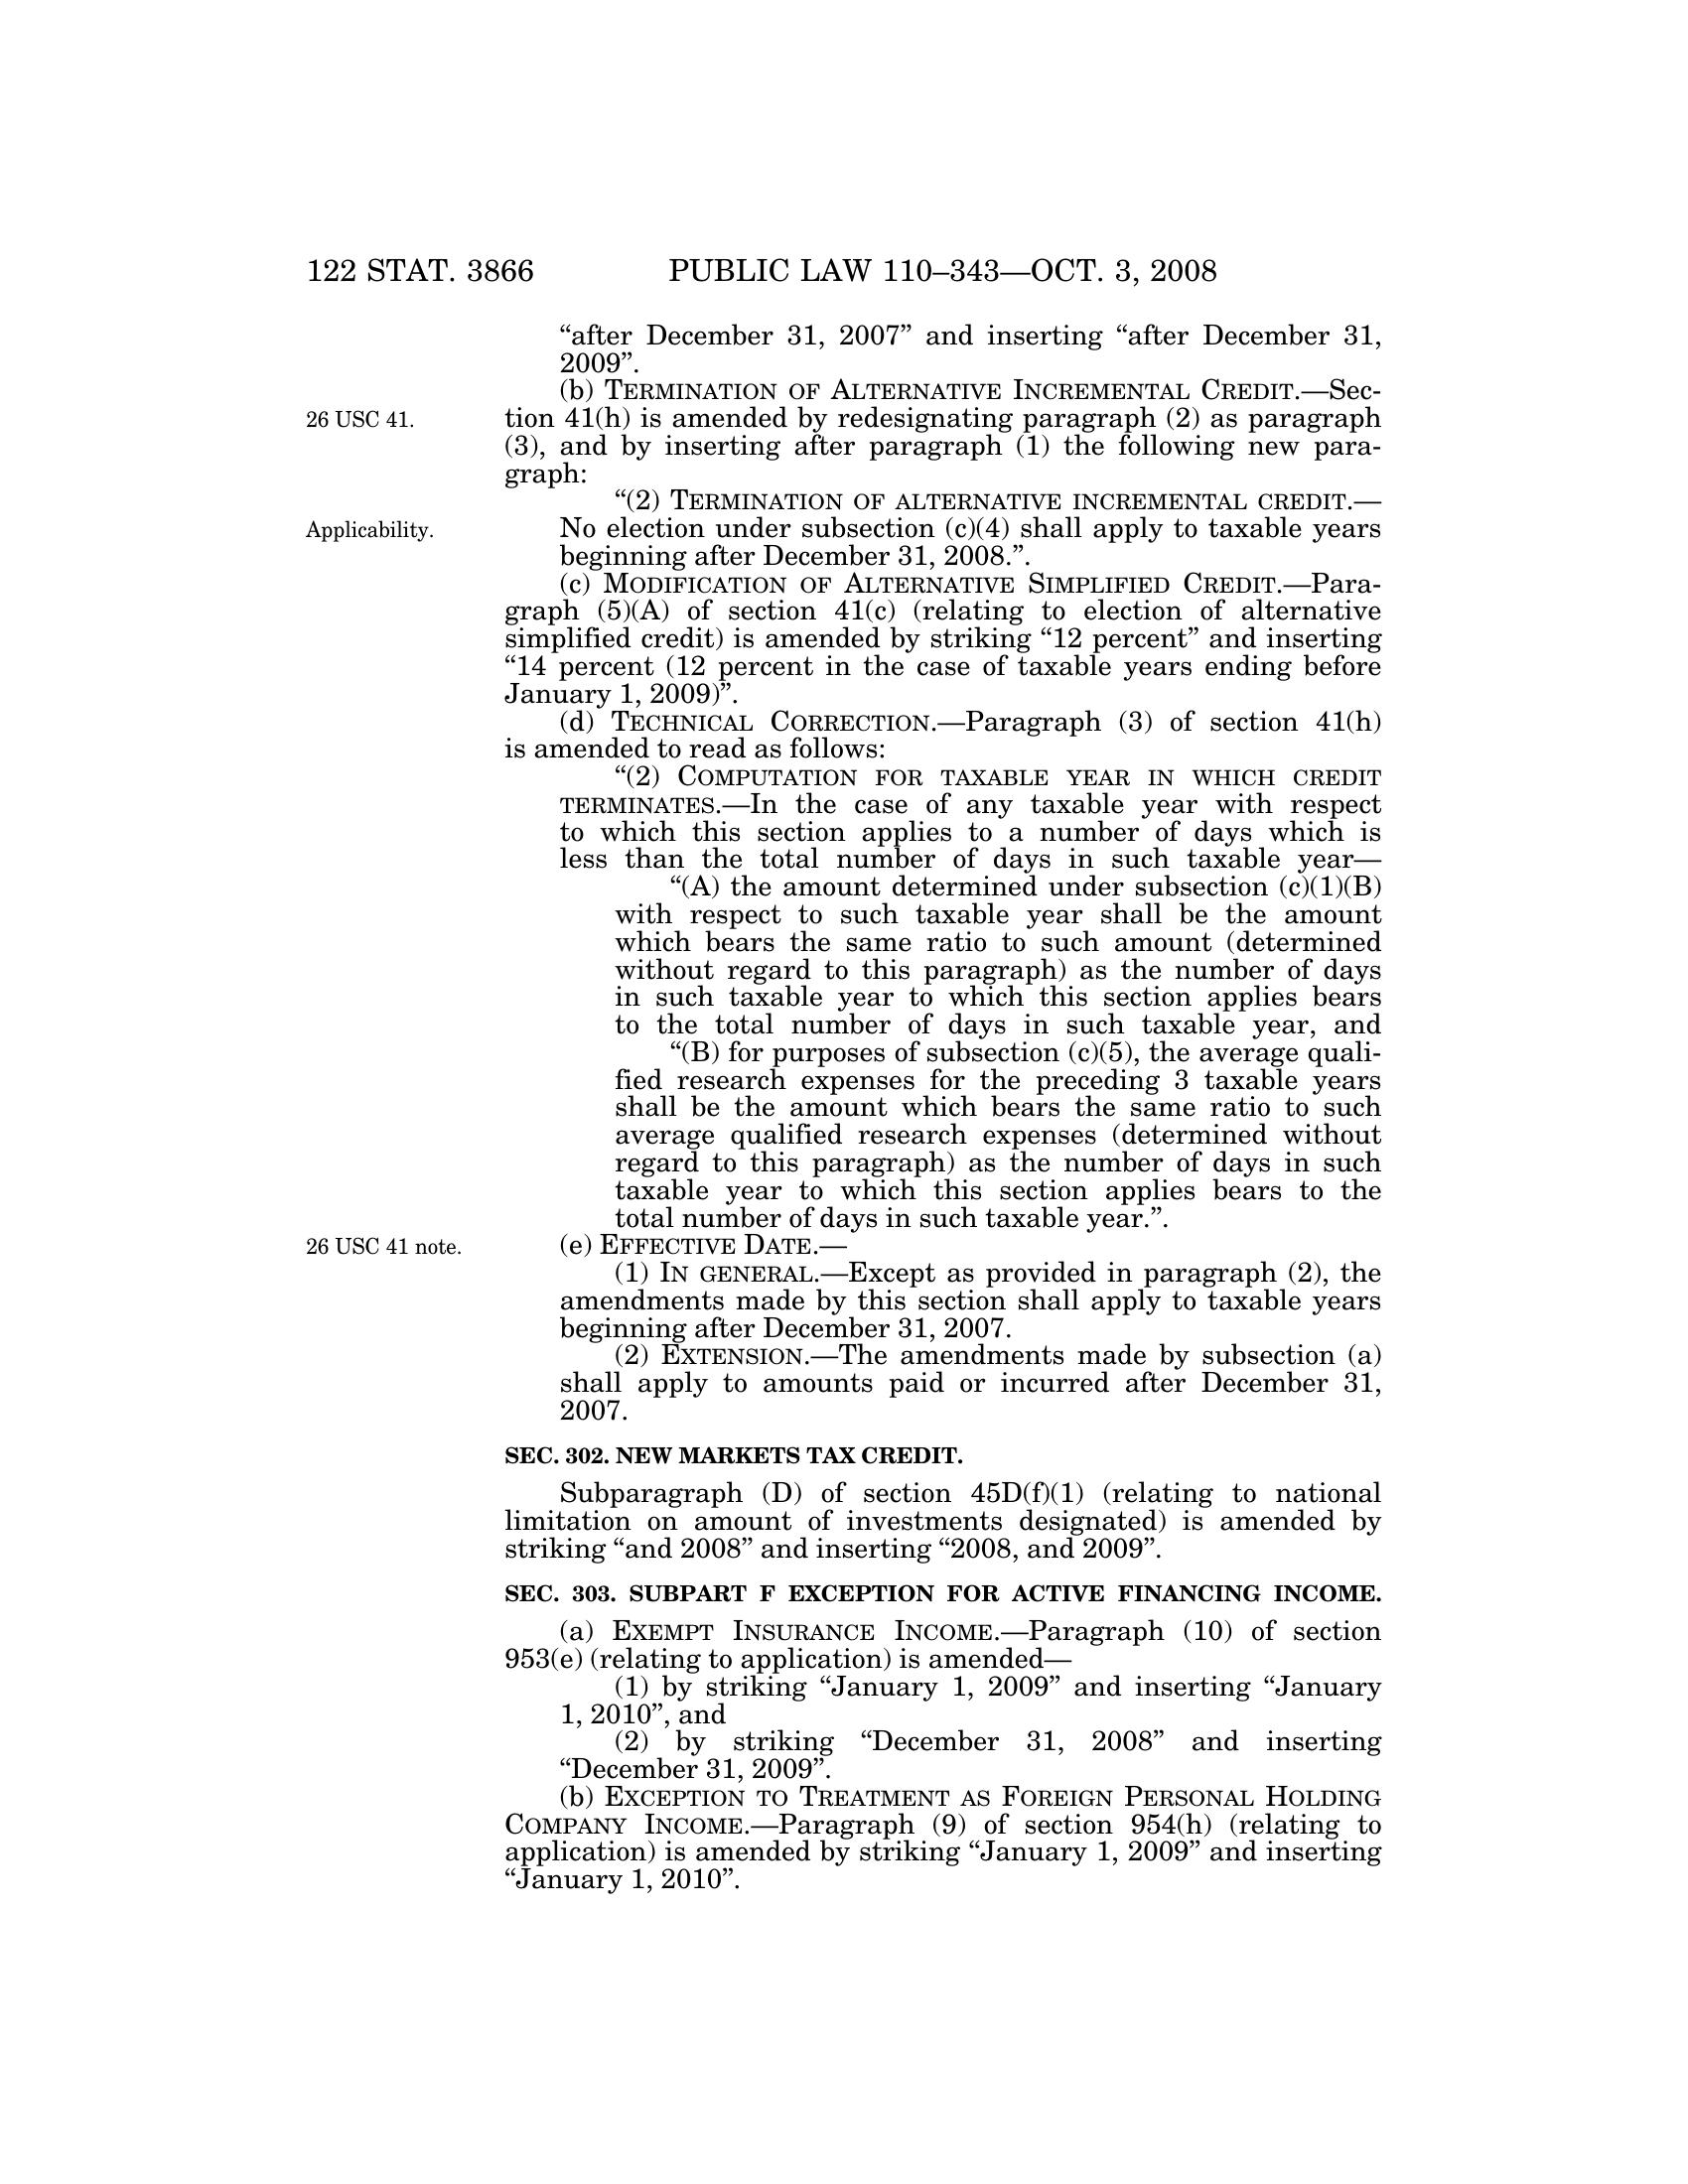 122 STAT. 3866 PUBLIC LAW 110–343—OCT. 3, 2008
“after December 31, 2007” and inserting “after December 31,
2009”.
(b) TERMINATION OF ALTERNATIVE INCREMENTAL CREDIT.—Sec-
26 USC 41. tion 41(h) is amended by redesignating paragraph (2) as paragraph
(3), and by inserting after paragraph (1) the following new para-
graph:
“(2) TERMINATION OF ALTERNATIVE INCREMENTAL CREDIT.—
Applicability. No election under subsection (c)(4) shall apply to taxable years
beginning after December 31, 2008.”.
(c) MODIFICATION OF ALTERNATIVE SIMPLIFIED CREDIT.—Para-
graph (5)(A) of section 41(c) (relating to election of alternative
simplified credit) is amended by striking “12 percent” and inserting
“14 percent (12 percent in the case of taxable years ending before
January 1, 2009)”.
(d) TECHNICAL CORRECTION.—Paragraph (3) of section 41(h)
is amended to read as follows:
“(2) COMPUTATION FOR TAXABLE YEAR IN WHICH CREDIT
TERMINATES.—In the case of any taxable year with respect
to which this section applies to a number of days which is
less than the total number of days in such taxable year—
“(A) the amount determined under subsection (c)(1)(B)
with respect to such taxable year shall be the amount
which bears the same ratio to such amount (determined
without regard to this paragraph) as the number of days
in such taxable year to which this section applies bears
to the total number of days in such taxable year, and
“(B) for purposes of subsection (c)(5), the average quali-
fied research expenses for the preceding 3 taxable years
shall be the amount which bears the same ratio to such
average qualified research expenses (determined without
regard to this paragraph) as the number of days in such
taxable year to which this section applies bears to the
total number of days in such taxable year.”.
26 USC 41 note. (e) EFFECTIVE DATE.—
(1) IN GENERAL.—Except as provided in paragraph (2), the
amendments made by this section shall apply to taxable years
beginning after December 31, 2007.
(2) EXTENSION.—The amendments made by subsection (a)
shall apply to amounts paid or incurred after December 31,
2007.
SEC. 302. NEW MARKETS TAX CREDIT.
Subparagraph (D) of section 45D(f)(1) (relating to national
limitation on amount of investments designated) is amended by
striking “and 2008” and inserting “2008, and 2009”.
SEC. 303. SUBPART F EXCEPTION FOR ACTIVE FINANCING INCOME.
(a) EXEMPT INSURANCE INCOME.—Paragraph (10) of section
953(e) (relating to application) is amended—
(1) by striking “January 1, 2009” and inserting “January
1, 2010”, and
(2) by striking “December 31, 2008” and inserting
“December 31, 2009”.
(b) EXCEPTION TO TREATMENT AS FOREIGN PERSONAL HOLDING
COMPANY INCOME.—Paragraph (9) of section 954(h) (relating to
application) is amended by striking “January 1, 2009” and inserting
“January 1, 2010”.